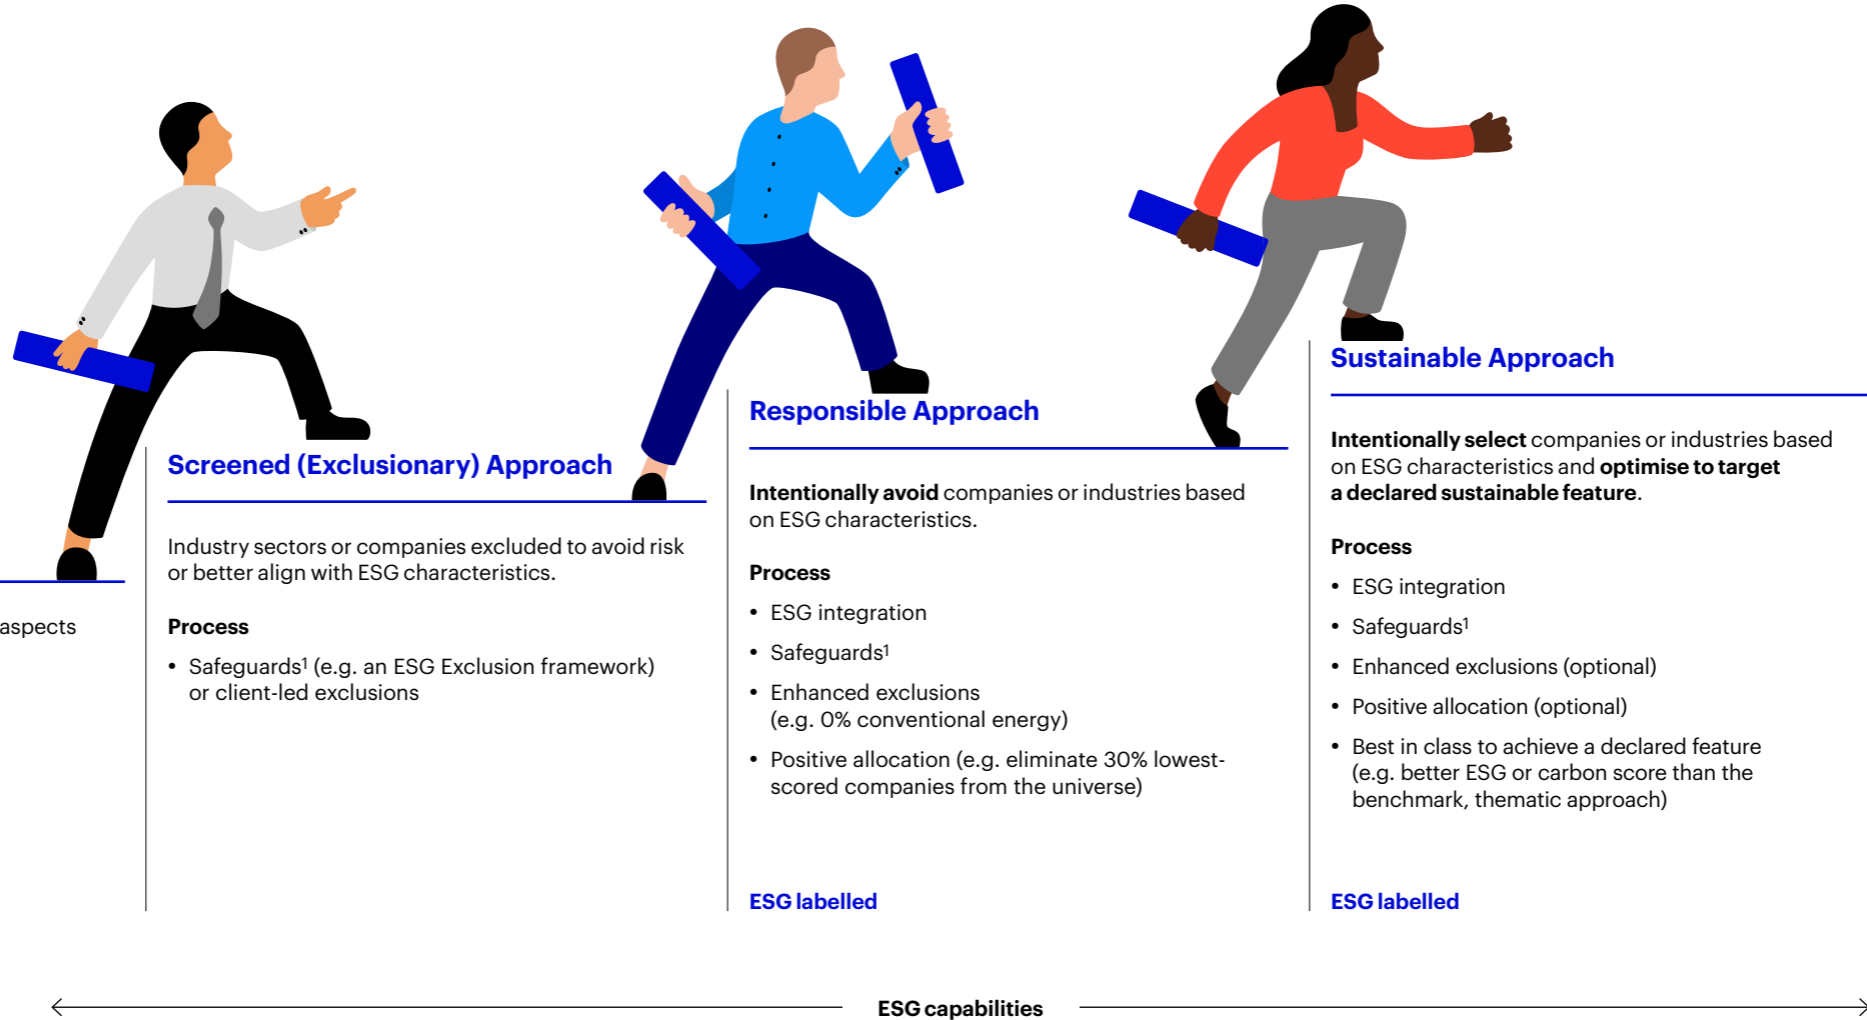 aspects
Screened (Exclusionary) Approach
Industry sectors or companies excluded to avoid risk
or better align with ESG characteristics.
Process
• Safeguards¹ (e.g. an ESG Exclusion framework)
or client-led exclusions
Responsible Approach
Intentionally avoid companies or industries based
on ESG characteristics.
Process
• ESG integration
• Safeguards¹
• Enhanced exclusions
(e.g. 0% conventional energy)
• Positive allocation (e.g. eliminate 30% lowest-
scored companies from the universe)
ESG labelled
Sustainable Approach
Intentionally select companies or industries based
on ESG characteristics and optimise to target
a declared sustainable feature.
Process
• ESG integration
• Safeguards¹
• Enhanced exclusions (optional)
• Positive allocation (optional)
• Best in class to achieve a declared feature
(e.g. better ESG or carbon score than the
benchmark, thematic approach)
ESG labelled
ESG capabilities